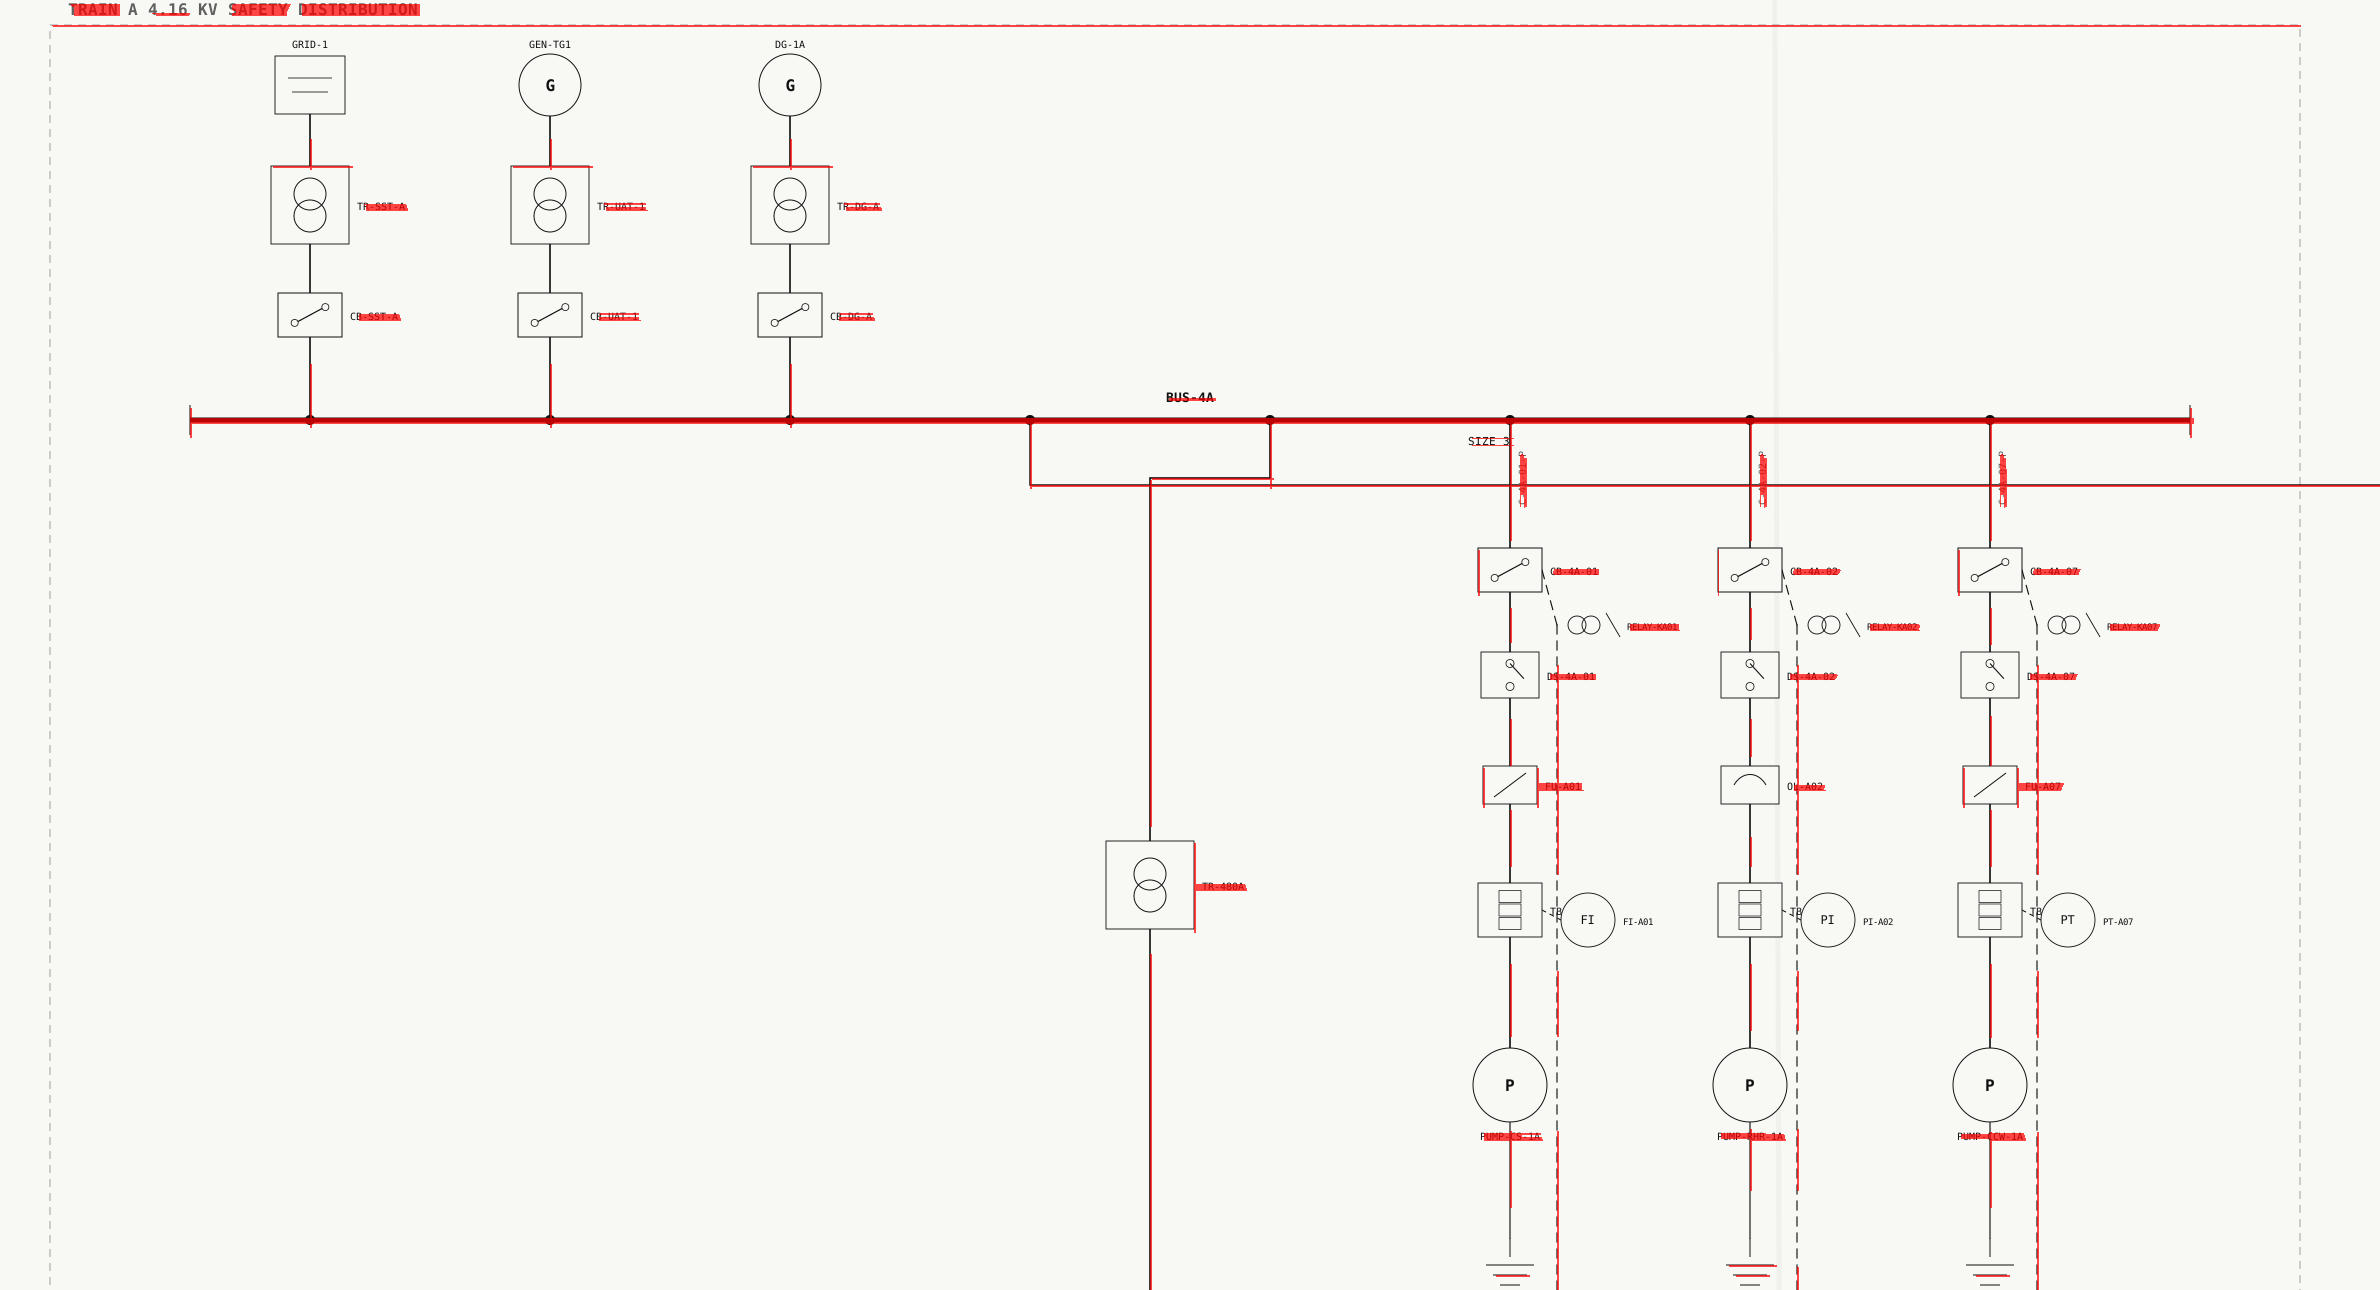 TRAIN A 4.16 KV SAFETY DISTRIBUTION
GRID-1
GEN-TG1
DG-1A
G
G
TR-SST-A
TR-UAT-1
TR-DG-A
CB-SST-A
CB-UAT-1
CB-DG-A
BUS-4A
SIZE 3
CB-4A-01
CB-4A-02
CB-4A-07
RELAY-KA01
RELAY-KA02
RELAY-KA07
DS-4A-01
DS-4A-02
DS-4A-07
FU-A01
OL-A02
FU-A07
TR-480A
FI
FI-A01
PI
PI-A02
PT
PT-A07
P
P
P
PUMP-CS-1A
PUMP-RHR-1A
PUMP-CCW-1A